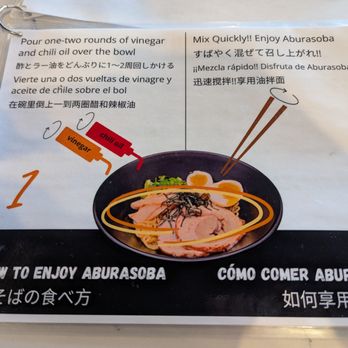 Pour one-two rounds of vinegar
and chili oil over the bowl
酢とラー油をどんぶりに1〜2周回しかける
Vierte una o dos vueltas de vinagre y
aceite de chile sobre el bol
在碗里倒上一到两圈醋和辣椒油
Mix Quickly!! Enjoy Aburasoba
すばやく混ぜて召し上がれ!!
¡¡Mezcla rápido!! Disfruta de Aburasoba
迅速搅拌!!享用油拌面
vinegar
chili oil
1
W TO ENJOY ABURASOBA
そばの食べ方
CÓMO COMER ABUR
如何享用